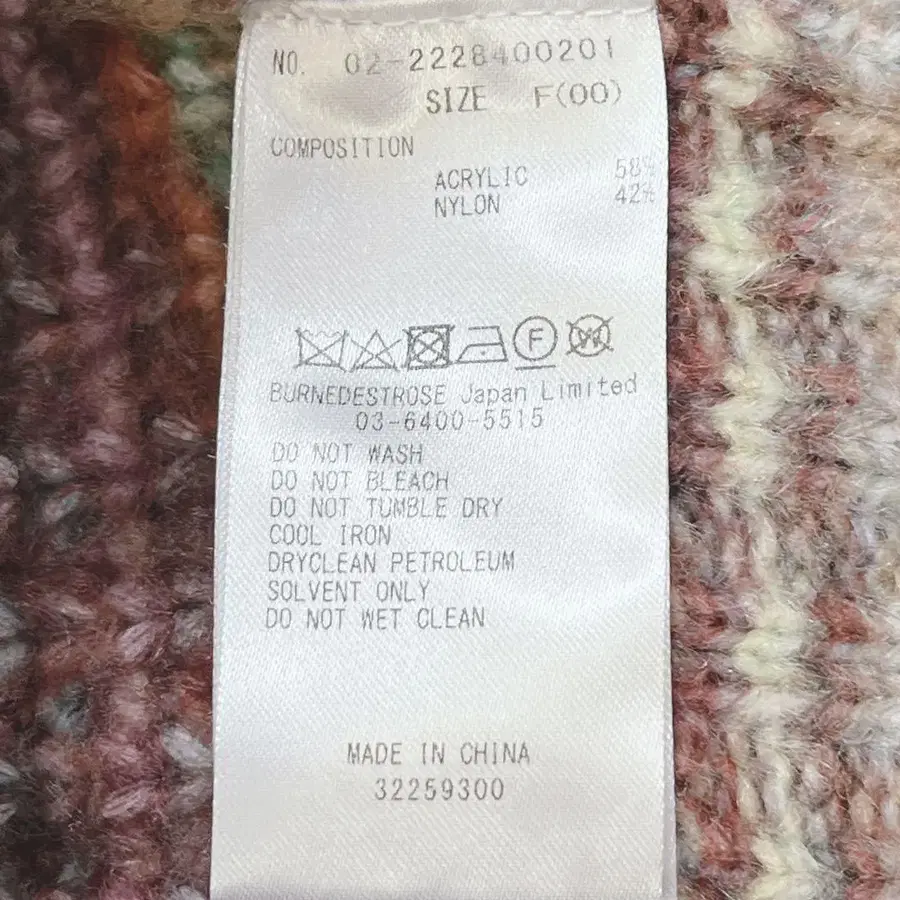 NO. 02-2228400201
SIZE F(00)
COMPOSITION
ACRYLIC 58%
NYLON 42%
F W
BURNEDESTROSE Japan Limited
03-6400-5515
DO NOT WASH
DO NOT BLEACH
DO NOT TUMBLE DRY
COOL IRON
DRYCLEAN PETROLEUM
SOLVENT ONLY
DO NOT WET CLEAN
MADE IN CHINA
32259300